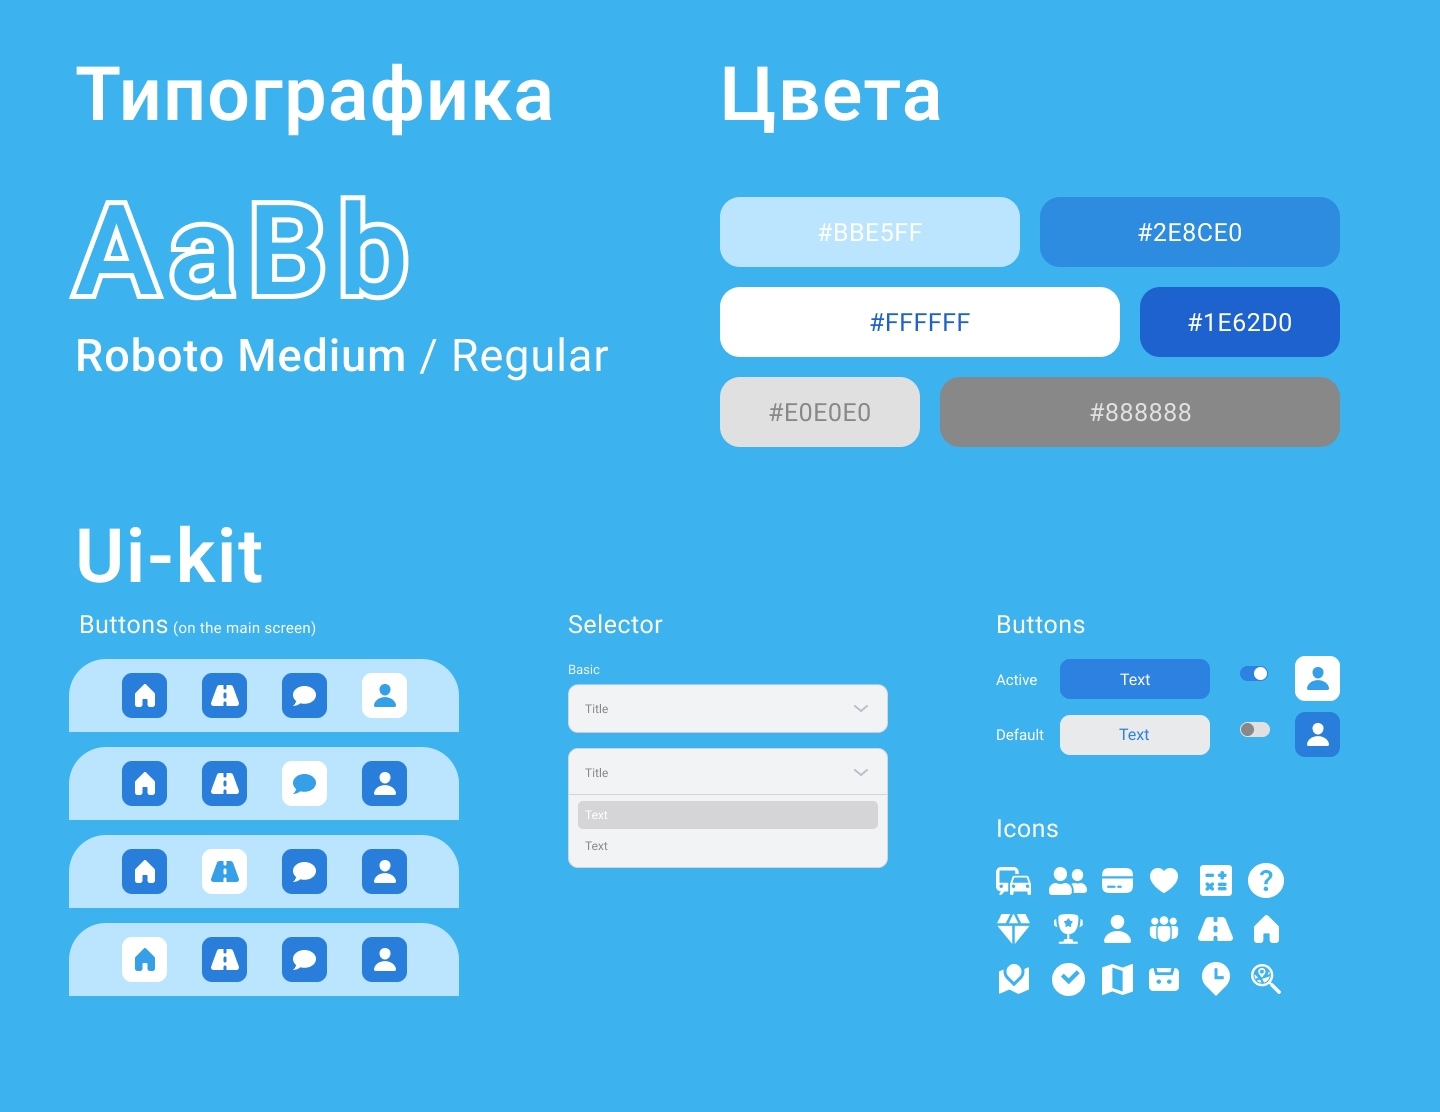 Типографика
AaBb
Roboto Medium / Regular
Цвета
#BBE5FF
#2E8CE0
#FFFFFF
#1E62D0
#E0E0E0
#888888
Ui-kit
Buttons (on the main screen)
Selector
Basic
Title
Title
Text
Text
Buttons
Active
Text
Default
Text
Icons